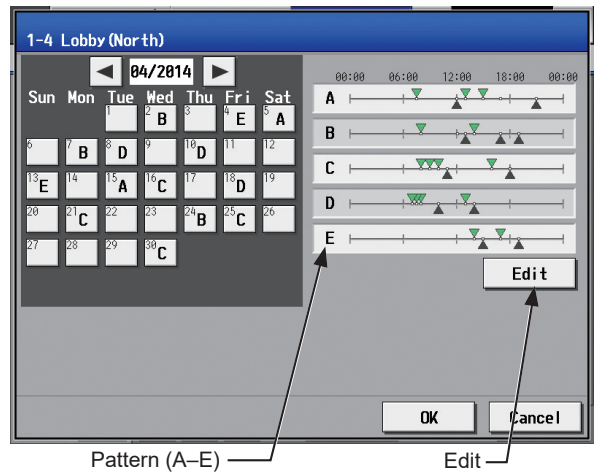 1-4 Lobby(North)
04/2014
Sun Mon Tue Wed Thu Fri Sat
1 2 B 3 4 E 5 A
6 7 B 8 D 9 10 D 11 12
13 E 14 15 A 16 C 17 18 D 19
20 21 C 22 23 24 B 25 C 26
27 28 29 30 C
00:00 06:00 12:00 18:00 00:00
A
B
C
D
E
Edit
OK Cancel
Pattern (A–E) Edit